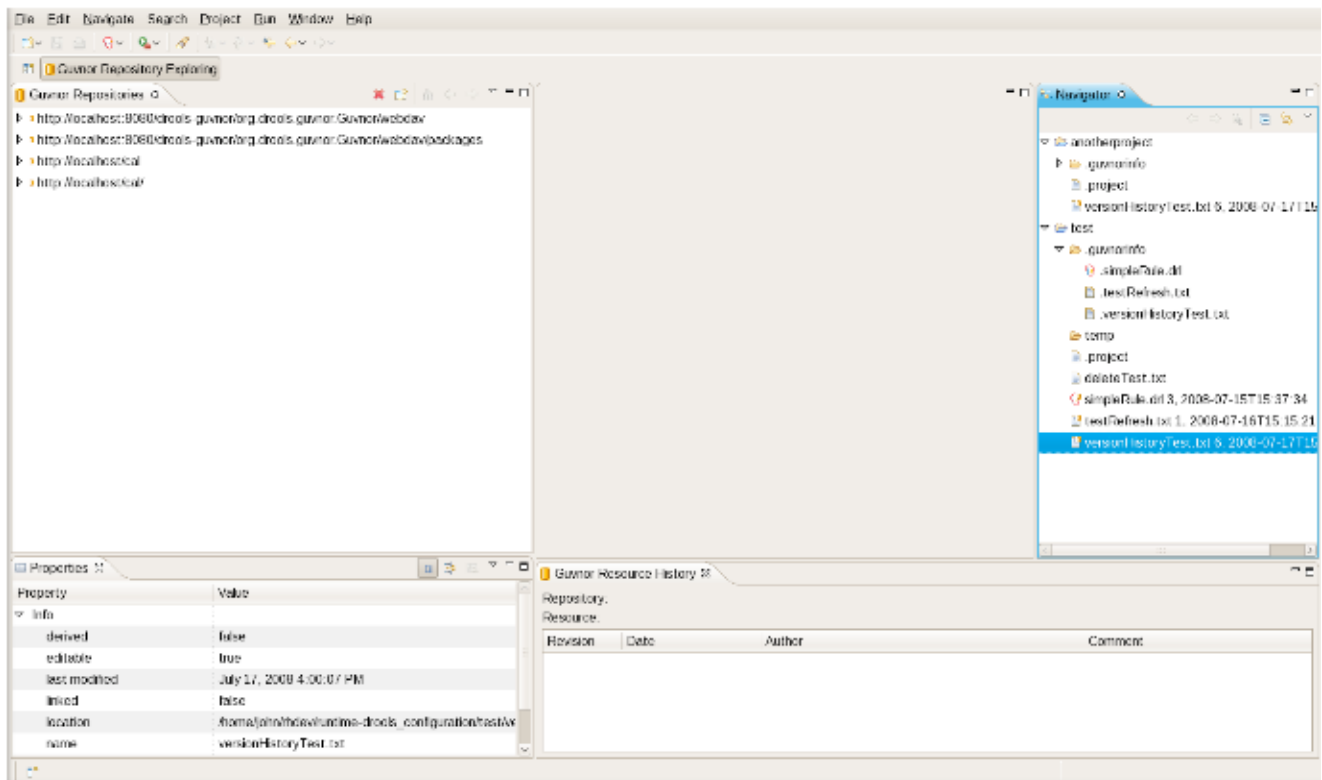 File Edit Navigate Search Project Run Window Help
Guvnor Repository Exploring
Guvnor Repositories
http://localhost:8080/drools-guvnor/org.drools.guvnor.Guvnor/webdav
http://localhost:8080/drools-guvnor/org.drools.guvnor.Guvnor/webdav/packages
http://localhost/cal
http://localhost/cal/
Navigator
anotherproject
.guvnorinfo
.project
versionHistoryTest.txt 6, 2008-07-17T15
test
.guvnorinfo
.simpleRule.drl
.testRefresh.txt
.versionHistoryTest.txt
temp
.project
deleteTest.txt
simpleRule.drl 3, 2008-07-15T15:37:34
testRefresh.txt 1, 2008-07-16T15:15:21
versionHistoryTest.txt 6, 2008-07-17T15
Properties
Property Value
Info
derived false
editable true
last modified July 17, 2008 4:00:07 PM
linked false
location /home/john/rhdev/runtime-drools_configuration/test/ve
name versionHistoryTest.txt
Guvnor Resource History
Repository:
Resource:
Revision Date Author Comment